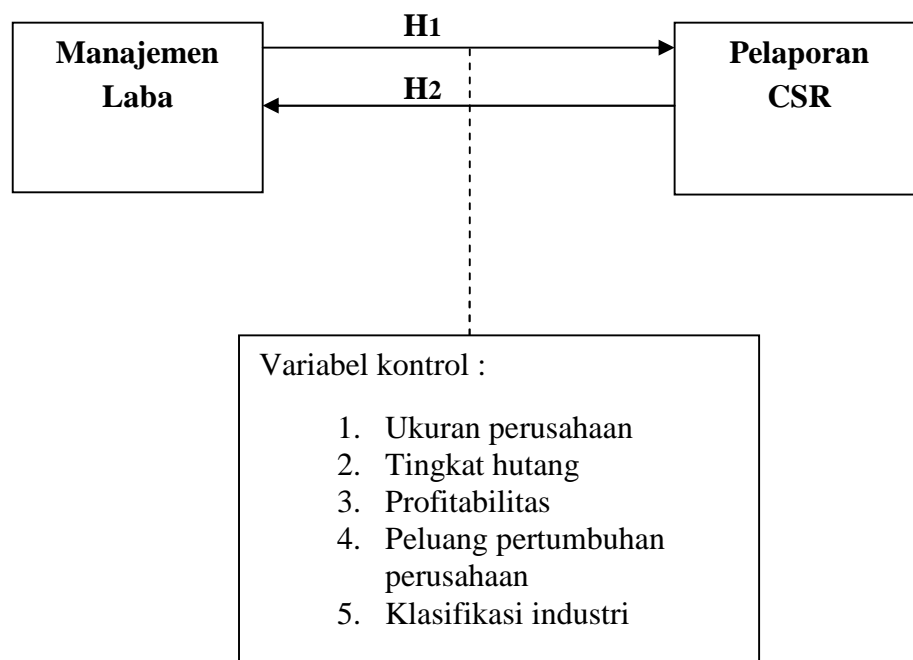 H1
Manajemen
Laba
Pelaporan
CSR
H2
Variabel kontrol :
1. Ukuran perusahaan
2. Tingkat hutang
3. Profitabilitas
4. Peluang pertumbuhan
perusahaan
5. Klasifikasi industri